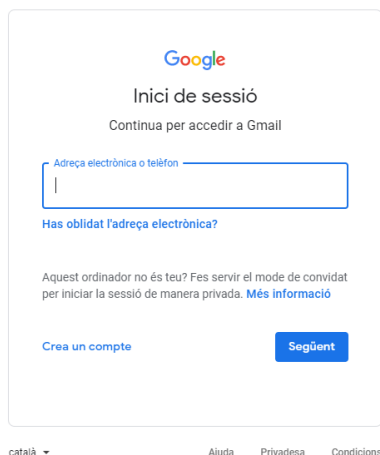 Google
Inici de sessió
Continua per accedir a Gmail
Adreça electrònica o telèfon
Has oblidat l'adreça electrònica?
Aquest ordinador no és teu? Fes servir el mode de convidat
per iniciar la sessió de manera privada. Més informació
Crea un compte Següent
català Ajuda Privadesa Condicions